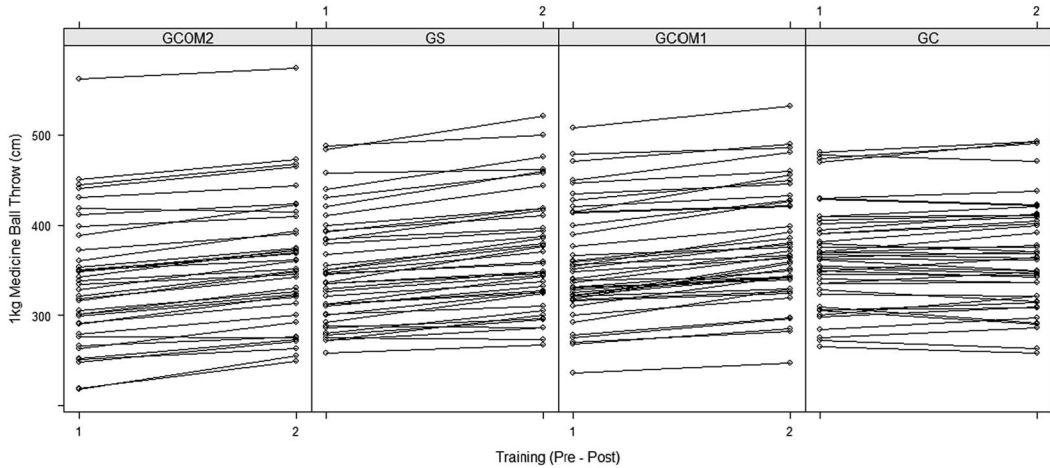 1 2 1 2
GCOM2 GS GCOM1 GC
1kg Medicine Ball Throw (cm)
500
400
300
1 2 1 2
Training (Pre - Post)